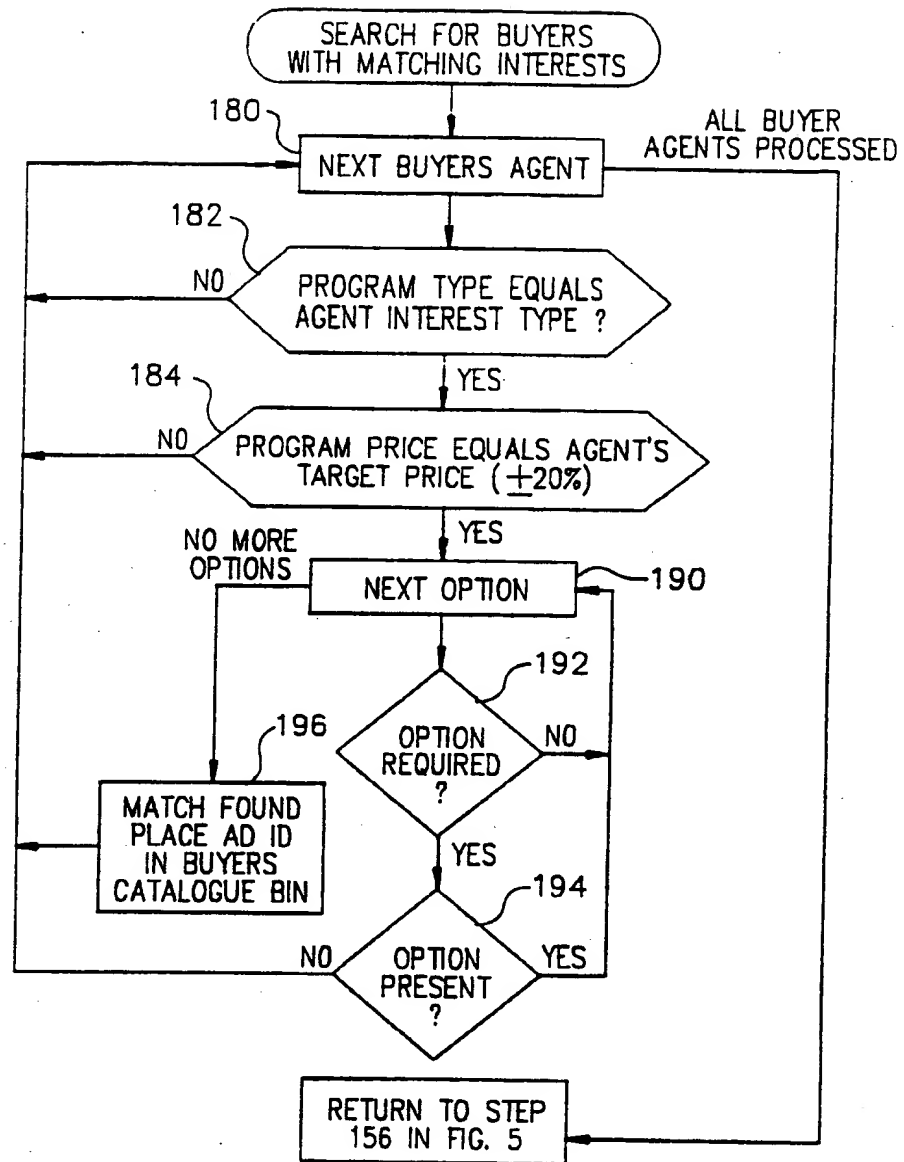 SEARCH FOR BUYERS
WITH MATCHING INTERESTS
180
ALL BUYER
AGENTS PROCESSED
NEXT BUYERS AGENT
182
NO
PROGRAM TYPE EQUALS
AGENT INTEREST TYPE ?
YES
184
NO
PROGRAM PRICE EQUALS AGENT'S
TARGET PRICE (±20%)
YES
NO MORE
OPTIONS
NEXT OPTION
190
192
OPTION
REQUIRED
?
NO
196
MATCH FOUND
PLACE AD ID
IN BUYERS
CATALOGUE BIN
YES
194
NO
OPTION
PRESENT
?
YES
RETURN TO STEP
156 IN FIG. 5